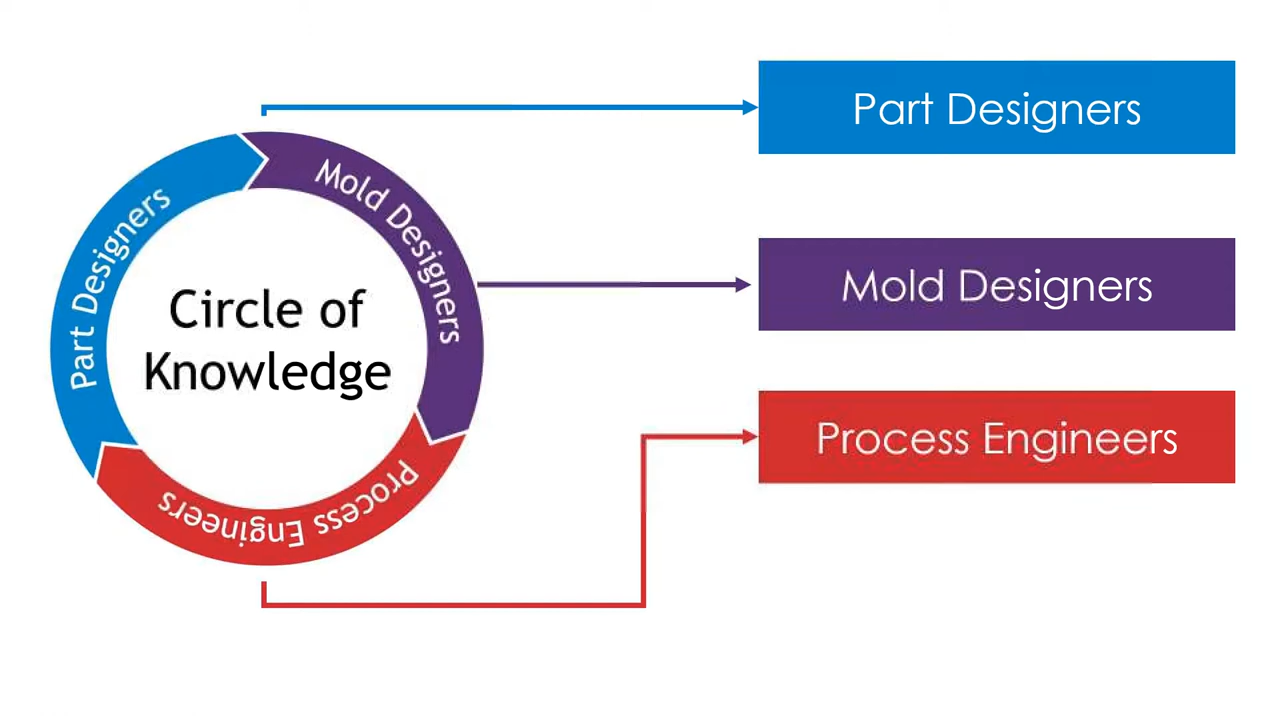 Part Designers
Mold Designers
Process Engineers
Circle of
Knowledge
Part Designers
Mold Designers
Process Engineers